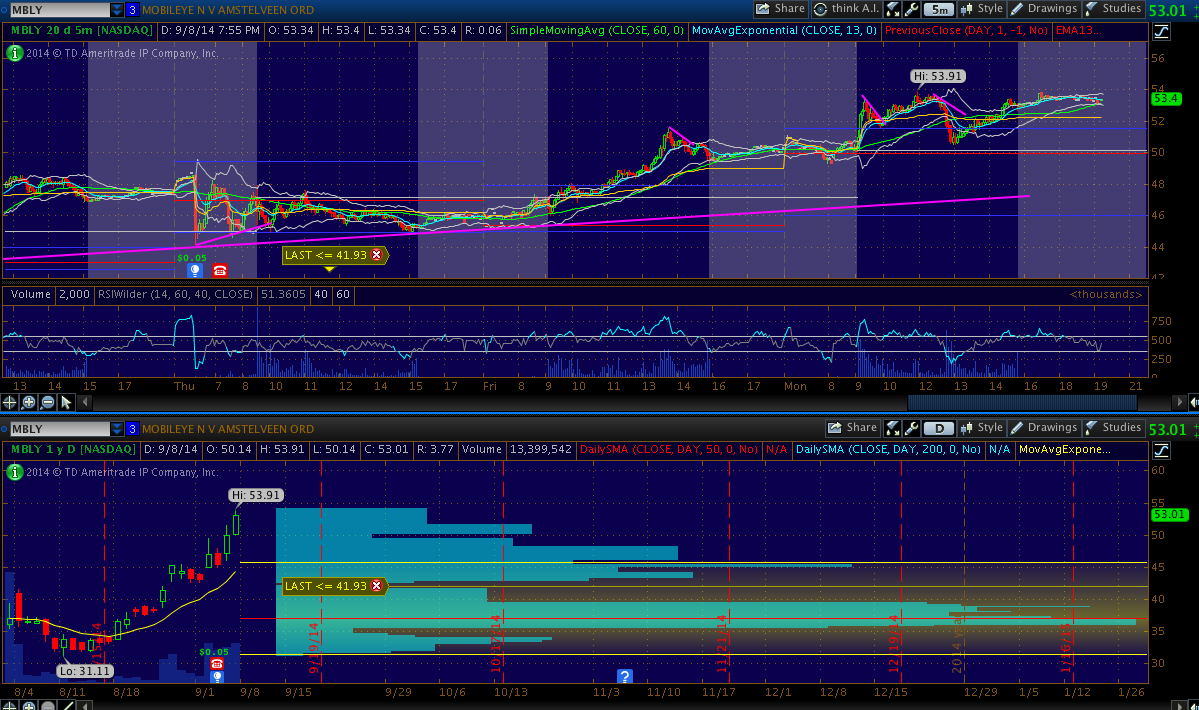 MBLY 3 MOBILEYE N V AMSTELVEEN ORD Share think A.I. 5m Style Drawings Studies 53.01
MBLY 20 d 5m [NASDAQ] D: 9/8/14 7:55 PM O: 53.34 H: 53.4 L: 53.34 C: 53.4 R: 0.06 SimpleMovingAvg (CLOSE, 60, 0) MovAvgExponential (CLOSE, 13, 0) PreviousClose (DAY, 1, -1, No) EMA13...
i 2014 © TD Ameritrade IP Company, Inc.
56
Hi: 53.91
54
53.4
52
50
48
46
44
$0.05
LAST <= 41.93
42
Volume 2,000 RSIWilder (14, 60, 40, CLOSE) 51.3605 40 60 <thousands>
750
500
250
0
13 14 15 17 Thu 7 8 10 11 12 14 15 17 Fri 8 9 10 11 13 14 16 17 Mon 8 9 10 12 13 14 16 18 19 21
MBLY 3 MOBILEYE N V AMSTELVEEN ORD Share D Style Drawings Studies 53.01
MBLY 1 y D [NASDAQ] D: 9/8/14 O: 50.14 H: 53.91 L: 50.14 C: 53.01 R: 3.77 Volume 13,399,542 DailySMA (CLOSE, DAY, 50, 0, No) N/A DailySMA (CLOSE, DAY, 200, 0, No) N/A MovAvgExpone...
i 2014 © TD Ameritrade IP Company, Inc.
60
Hi: 53.91
55
53.01
50
45
LAST <= 41.93
40
35
30
9/19/14
11/21/14
12/19/14
$0.05
Lo: 31.11
?
8/4 8/11 8/18 9/1 9/8 9/15 9/29 10/6 10/13 11/3 11/10 11/17 12/1 12/8 12/15 12/29 1/5 1/12 1/26